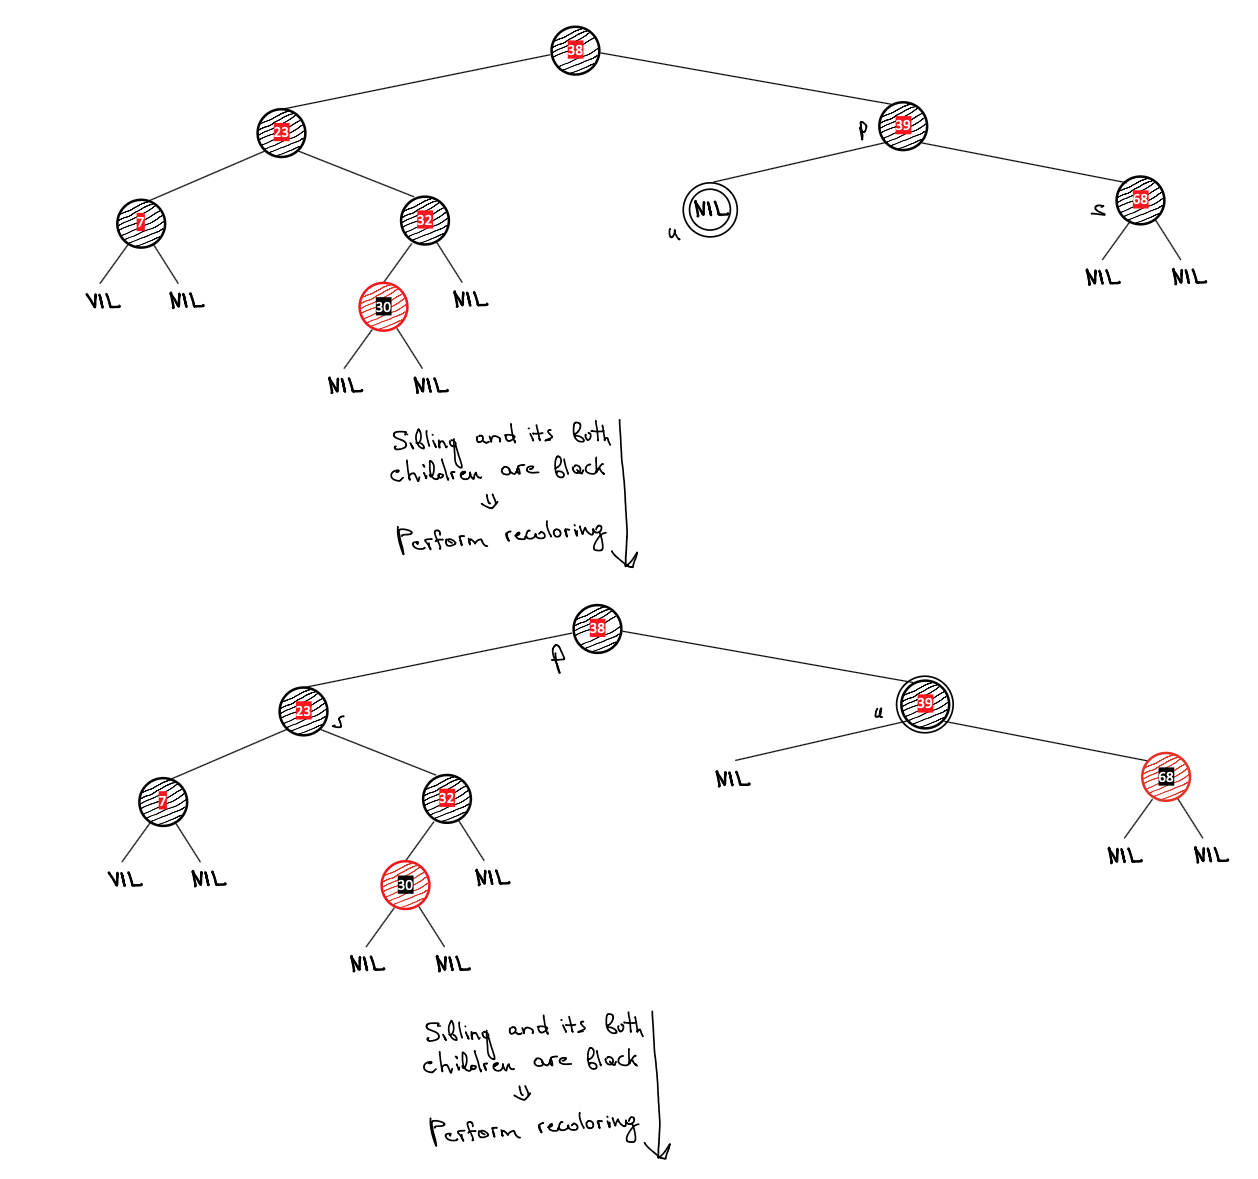 38
23
p 39
7
32
NIL
u
s 68
VIL NIL
30
NIL
NIL NIL
NIL NIL
Sibling and its both
children are black
⇓
Perform recoloring
38
p
23 s
u 39
7
32
NIL
68
VIL NIL
30
NIL
NIL NIL
NIL NIL
Sibling and its both
children are black
⇓
Perform recoloring